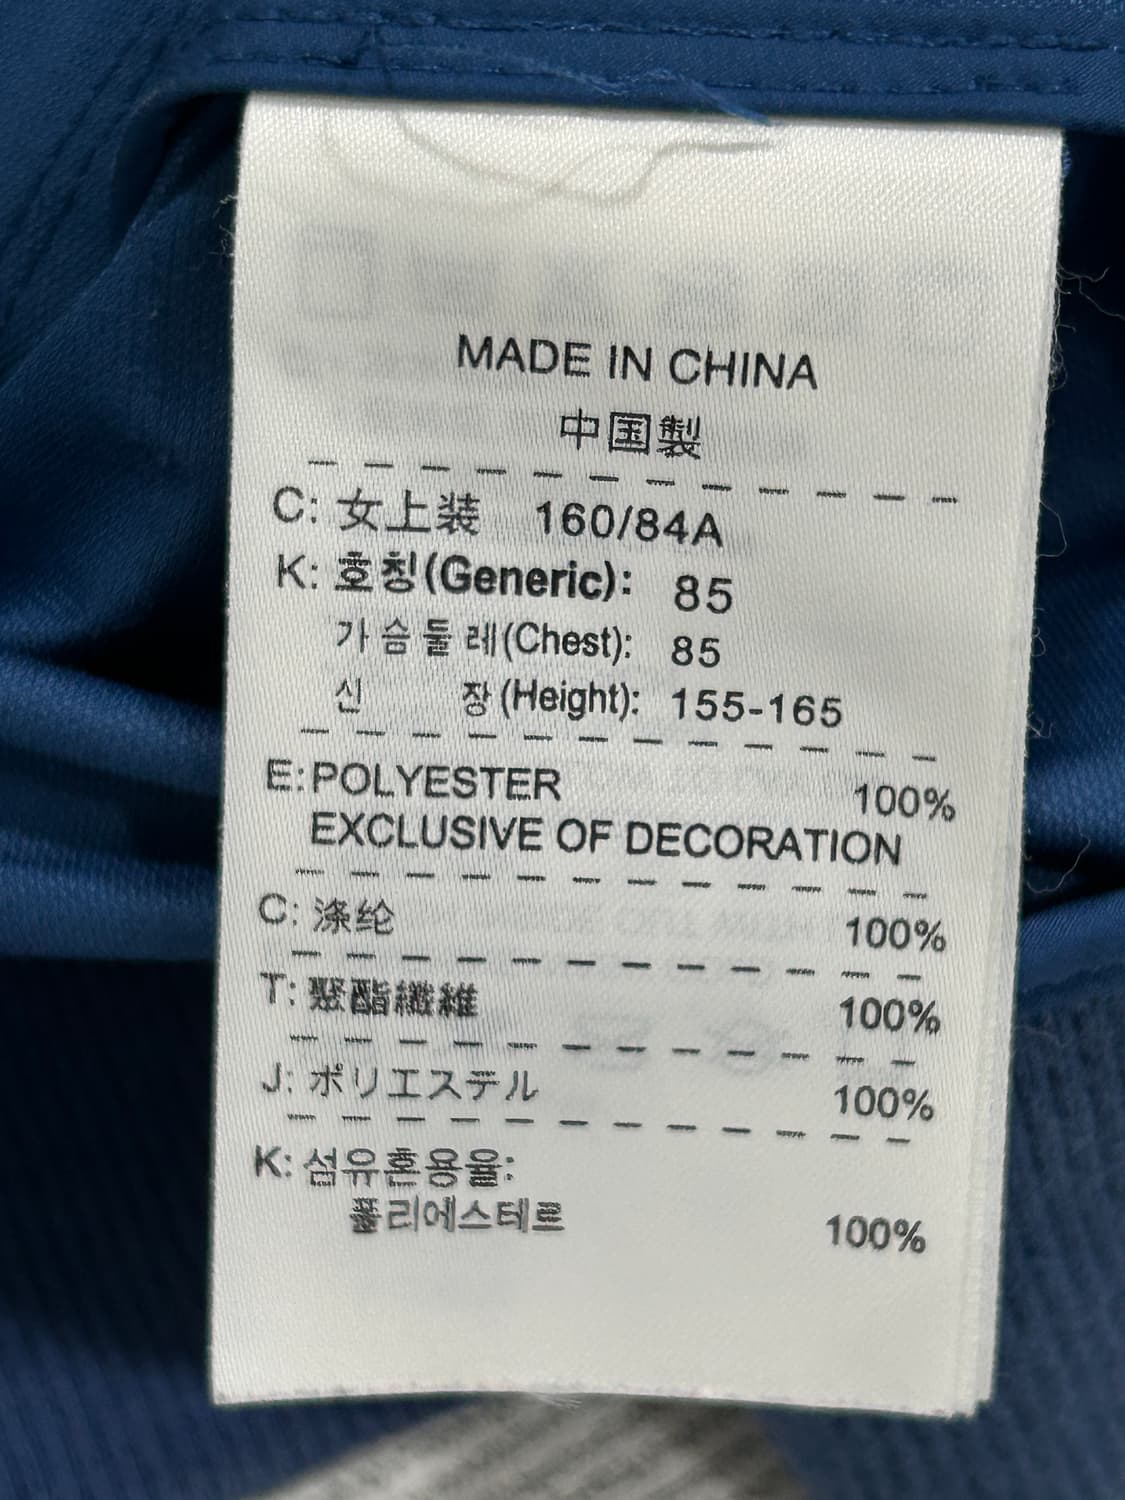 MADE IN CHINA
中国製
C: 女上装 160/84A
K: 호칭(Generic): 85
가슴둘레(Chest): 85
신 장(Height): 155-165
E: POLYESTER 100%
EXCLUSIVE OF DECORATION
C: 涤纶 100%
T: 聚酯纖維 100%
J: ポリエステル 100%
K: 섬유혼용율:
폴리에스테르 100%